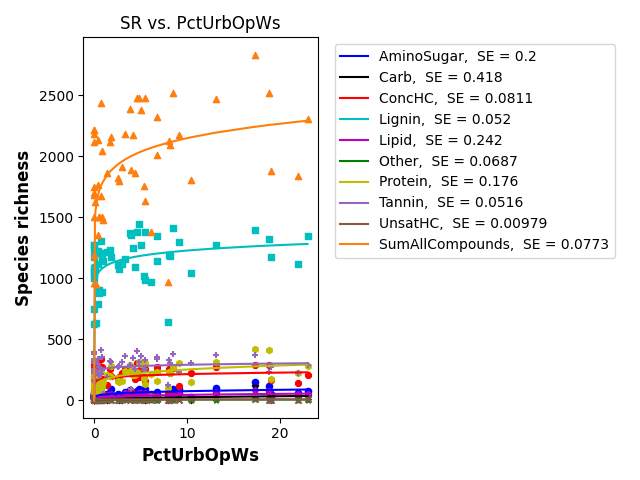 SR vs. PctUrbOpWs
Species richness
2500
2000
1500
1000
500
0
0 10 20
PctUrbOpWs
AminoSugar, SE = 0.2
Carb, SE = 0.418
ConcHC, SE = 0.0811
Lignin, SE = 0.052
Lipid, SE = 0.242
Other, SE = 0.0687
Protein, SE = 0.176
Tannin, SE = 0.0516
UnsatHC, SE = 0.00979
SumAllCompounds, SE = 0.0773